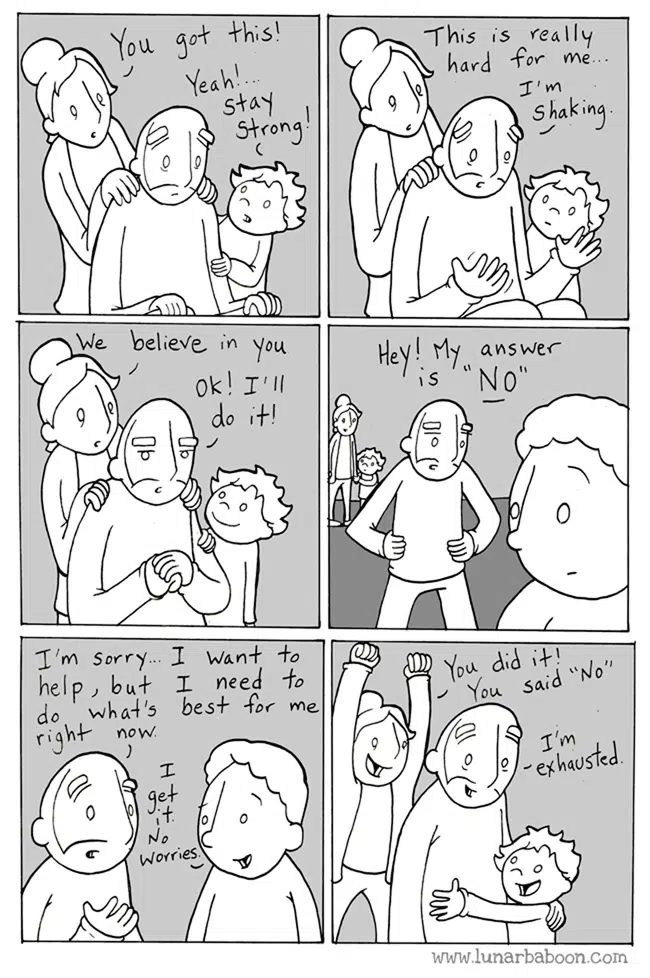 You got this!
Yeah!...
Stay
Strong!
This is really
hard for me...
I'm
shaking.
We believe in you
Ok! I'll
do it!
Hey! My answer
is "NO"
I'm sorry... I want to
help, but I need to
do what's best for me
right now.
I
get
it.
No
worries.
You did it!
You said "No"
I'm
exhausted.
www.lunarbaboon.com